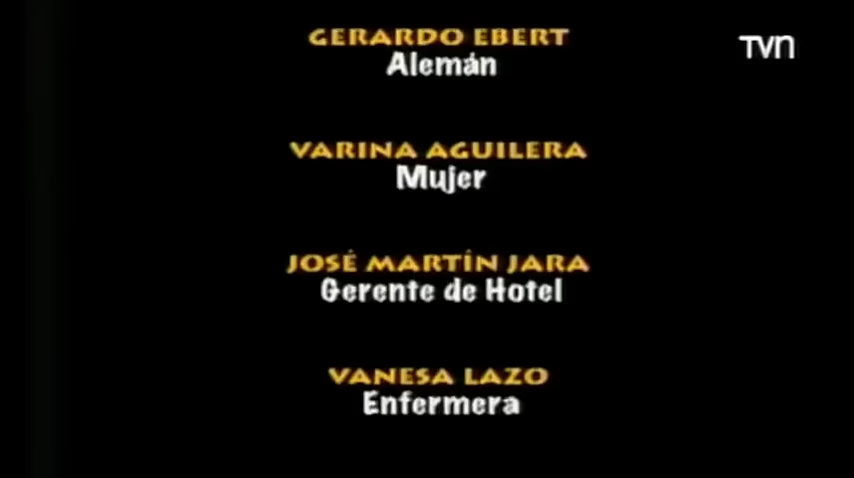 GERARDO EBERT
Alemán
TVN
VARINA AGUILERA
Mujer
JOSÉ MARTÍN JARA
Gerente de Hotel
VANESA LAZO
Enfermera